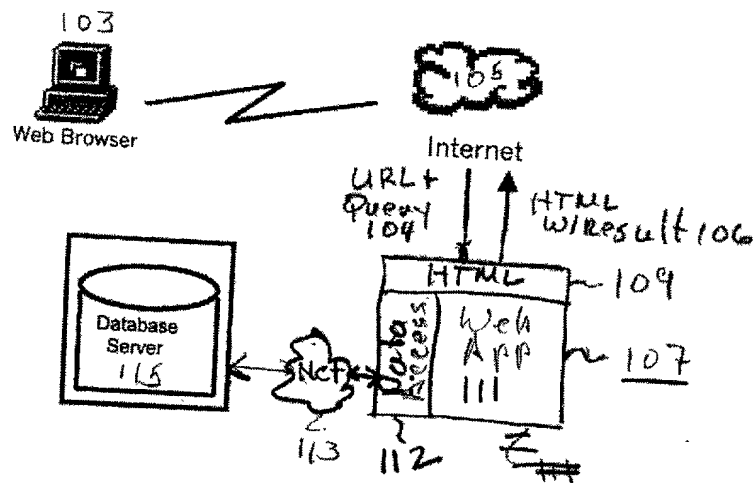 103
Web Browser
105
Internet
URL+
Query
104
HTML
W/Result 106
HTML
109
Data
Access
Web
App
111
107
Database
Server
115
Net
113
112